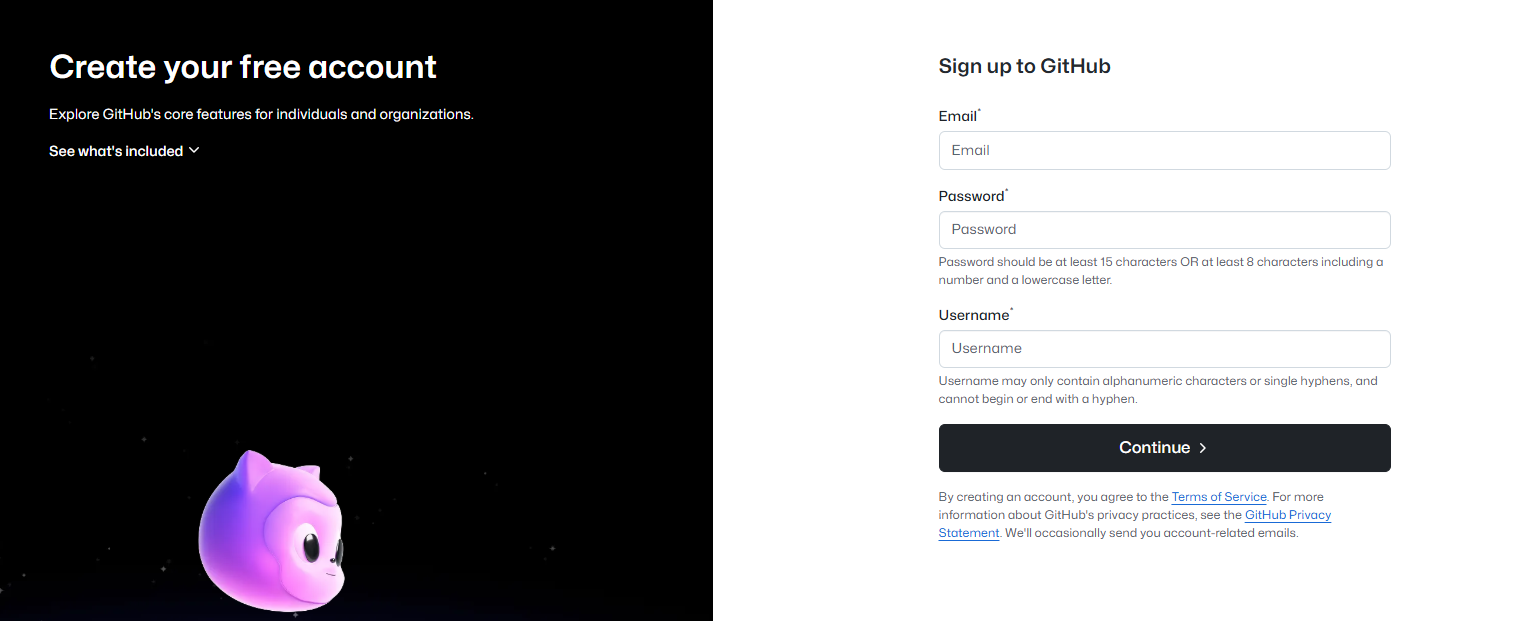 Create your free account
Explore GitHub's core features for individuals and organizations.
See what's included
Sign up to GitHub
Email*
Email
Password*
Password
Password should be at least 15 characters OR at least 8 characters including a
number and a lowercase letter.
Username*
Username
Username may only contain alphanumeric characters or single hyphens, and
cannot begin or end with a hyphen.
Continue
By creating an account, you agree to the Terms of Service. For more
information about GitHub's privacy practices, see the GitHub Privacy
Statement. We'll occasionally send you account-related emails.